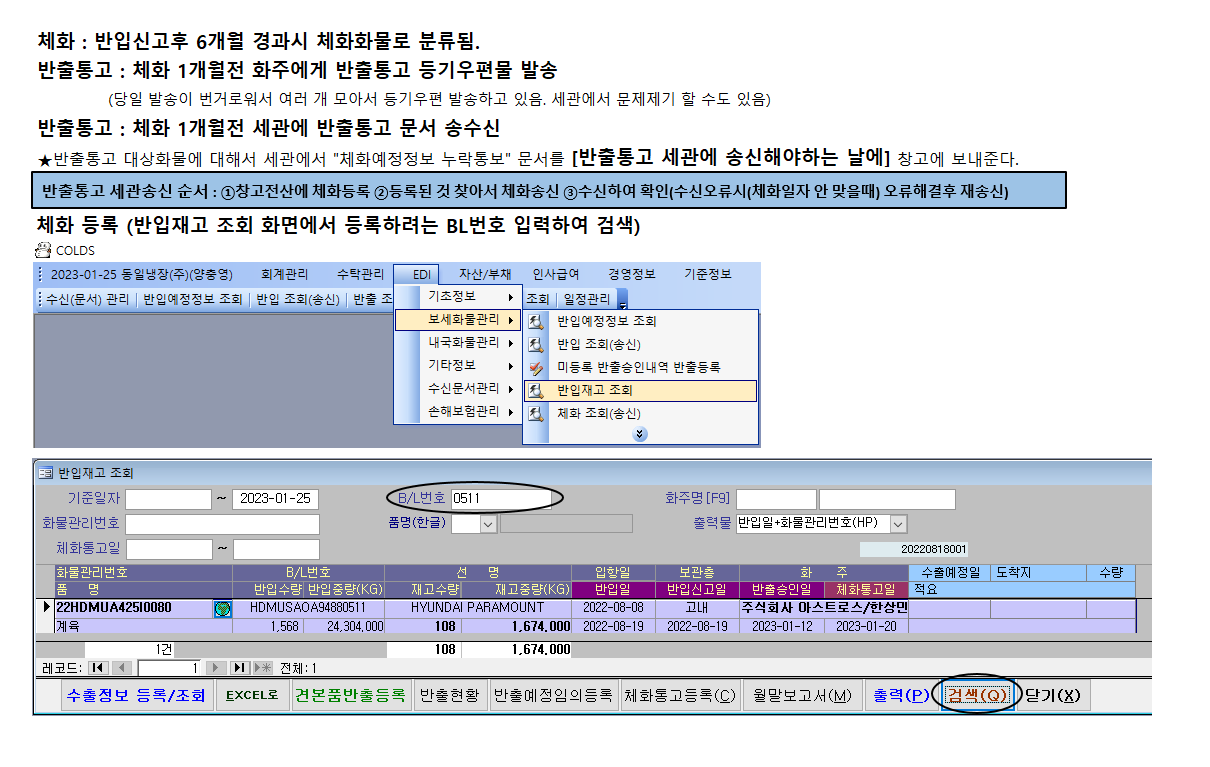 체화 : 반입신고후 6개월 경과시 체화화물로 분류됨.
반출통고 : 체화 1개월전 화주에게 반출통고 등기우편물 발송
(당일 발송이 번거로워서 여러 개 모아서 등기우편 발송하고 있음. 세관에서 문제제기 할 수도 있음)
반출통고 : 체화 1개월전 세관에 반출통고 문서 송수신
★반출통고 대상화물에 대해서 세관에서 "체화예정정보 누락통보" 문서를 [반출통고 세관에 송신해야하는 날에] 창고에 보내준다.
반출통고 세관송신 순서 : ①창고전산에 체화등록 ②등록된 것 찾아서 체화송신 ③수신하여 확인(수신오류시(체화일자 안 맞을때) 오류해결후 재송신)
체화 등록 (반입재고 조회 화면에서 등록하려는 BL번호 입력하여 검색)
COLDS
2023-01-25 동일냉장(주)(양충영) 회계관리 수탁관리 EDI 자산/부채 인사급여 경영정보 기준정보
수신(문서) 관리 반입예정정보 조회 반입 조회(송신) 반출 조 조회 일정관리
기초정보
보세화물관리
내국화물관리
기타정보
수신문서관리
손해보험관리
반입예정정보 조회
반입 조회(송신)
미등록 반출승인내역 반출등록
반입재고 조회
체화 조회(송신)
반입재고 조회
기준일자 ~ 2023-01-25 B/L번호 0511 화주명[F9]
화물관리번호 품명(한글) 출력물 반입일+화물관리번호(HP)
체화통고일 ~ 20220818001
화물관리번호 B/L번호 선 명 입항일 보관층 화 주 수출예정일 도착지 수량
품 명 반입수량 반입중량(KG) 재고수량 재고중량(KG) 반입일 반입신고일 반출승인일 체화통고일 적요
22HDMUA425I0080 HDMUSAOA94880511 HYUNDAI PARAMOUNT 2022-08-08 고내 주식회사 아스트로스/한상민
계육 1,568 24,304,000 108 1,674,000 2022-08-19 2022-08-19 2023-01-12 2023-01-20
1건 108 1,674,000
레코드: 1 전체: 1
수출정보 등록/조회 EXCEL로 견본품반출등록 반출현황 반출예정임의등록 체화통고등록(C) 월말보고서(M) 출력(P) 검색(Q) 닫기(X)